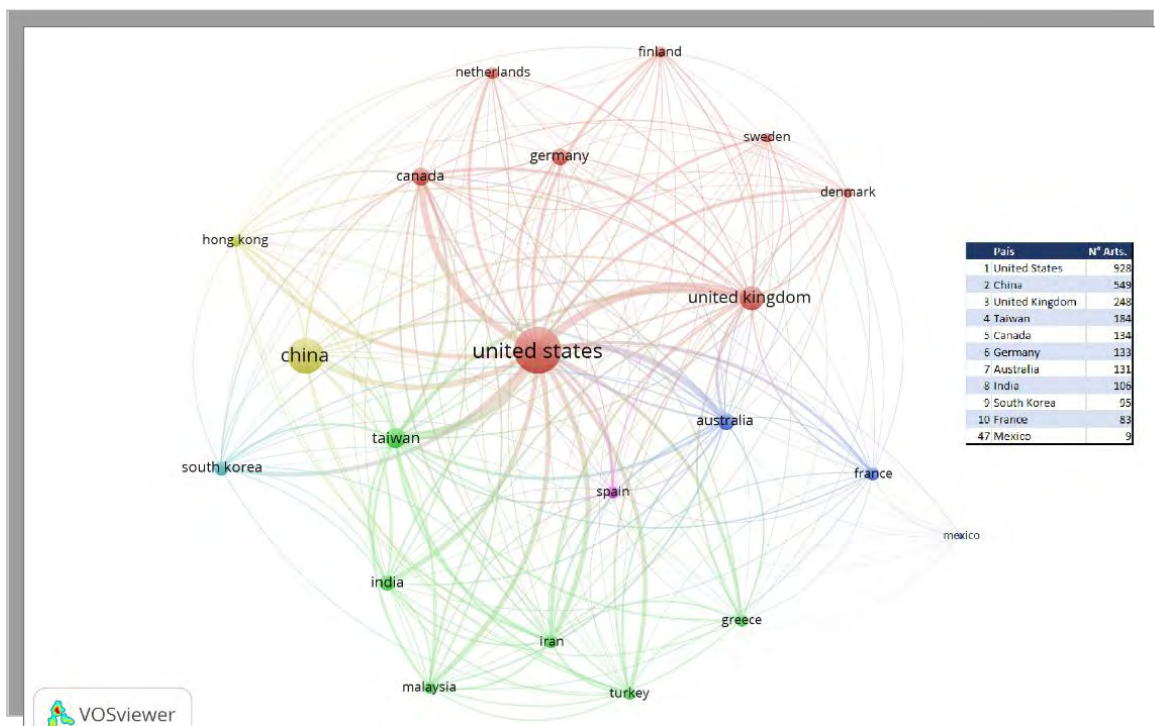 finland
netherlands
sweden
germany
canada
denmark
hong kong
united kingdom
china
united states
australia
taiwan
south korea
france
spain
mexico
india
greece
iran
malaysia
turkey
País N° Arts.
1 United States 928
2 China 549
3 United Kingdom 248
4 Taiwan 184
5 Canada 134
6 Germany 133
7 Australia 131
8 India 106
9 South Korea 95
10 France 83
47 Mexico 9
VOSviewer